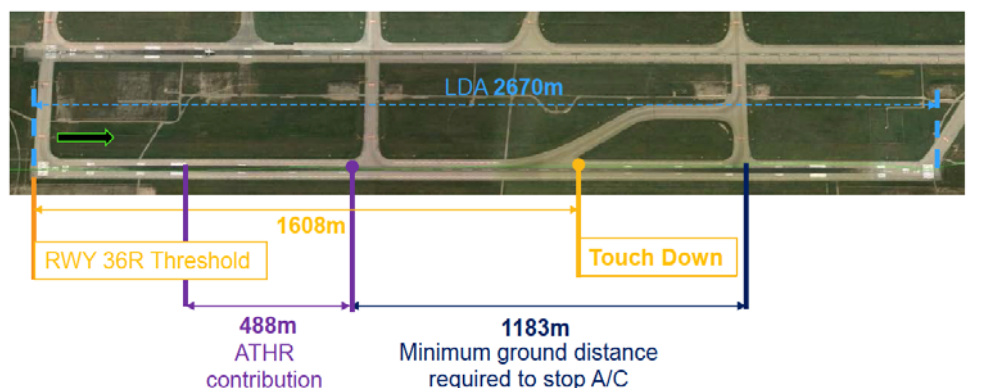 LDA 2670m
1608m
RWY 36R Threshold
Touch Down
488m
ATHR
contribution
1183m
Minimum ground distance
required to stop A/C